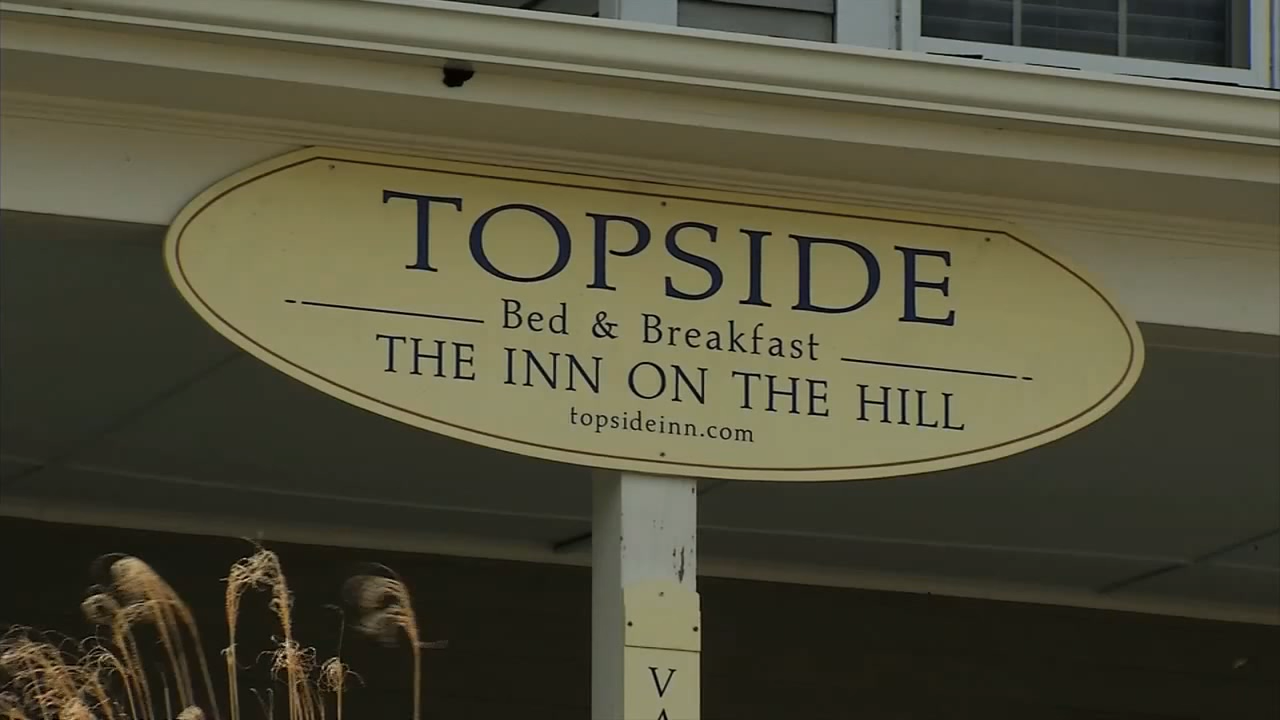 TOPSIDE
Bed & Breakfast
THE INN ON THE HILL
topsideinn.com
V